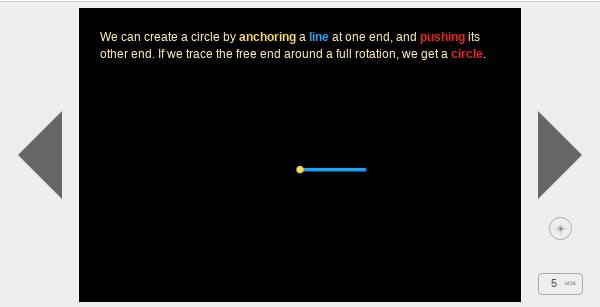 We can create a circle by anchoring a line at one end, and pushing its
other end. If we trace the free end around a full rotation, we get a circle.
5 of 26